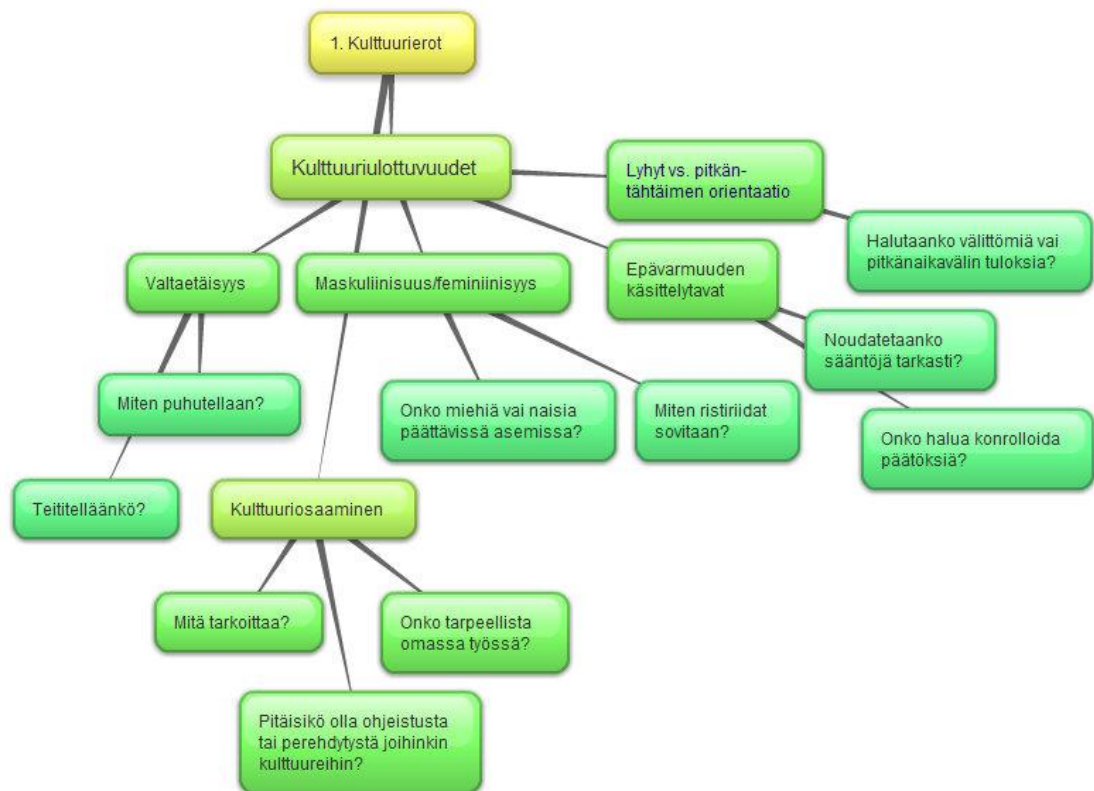 1. Kulttuurierot
Kulttuuriulottuvuudet
Lyhyt vs. pitkän-
tähtäimen orientaatio
Halutaanko välittömiä vai
pitkänaikavälin tuloksia?
Valtaetäisyys
Maskuliinisuus/feminiinisyys
Epävarmuuden
käsittelytavat
Noudatetaanko
sääntöjä tarkasti?
Miten puhutellaan?
Onko miehiä vai naisia
päättävissä asemissa?
Miten ristiriidat
sovitaan?
Onko halua konrolloida
päätöksiä?
Teititelläänkö?
Kulttuuriosaaminen
Mitä tarkoittaa?
Onko tarpeellista
omassa työssä?
Pitäisikö olla ohjeistusta
tai perehdytystä joihinkin
kulttuureihin?